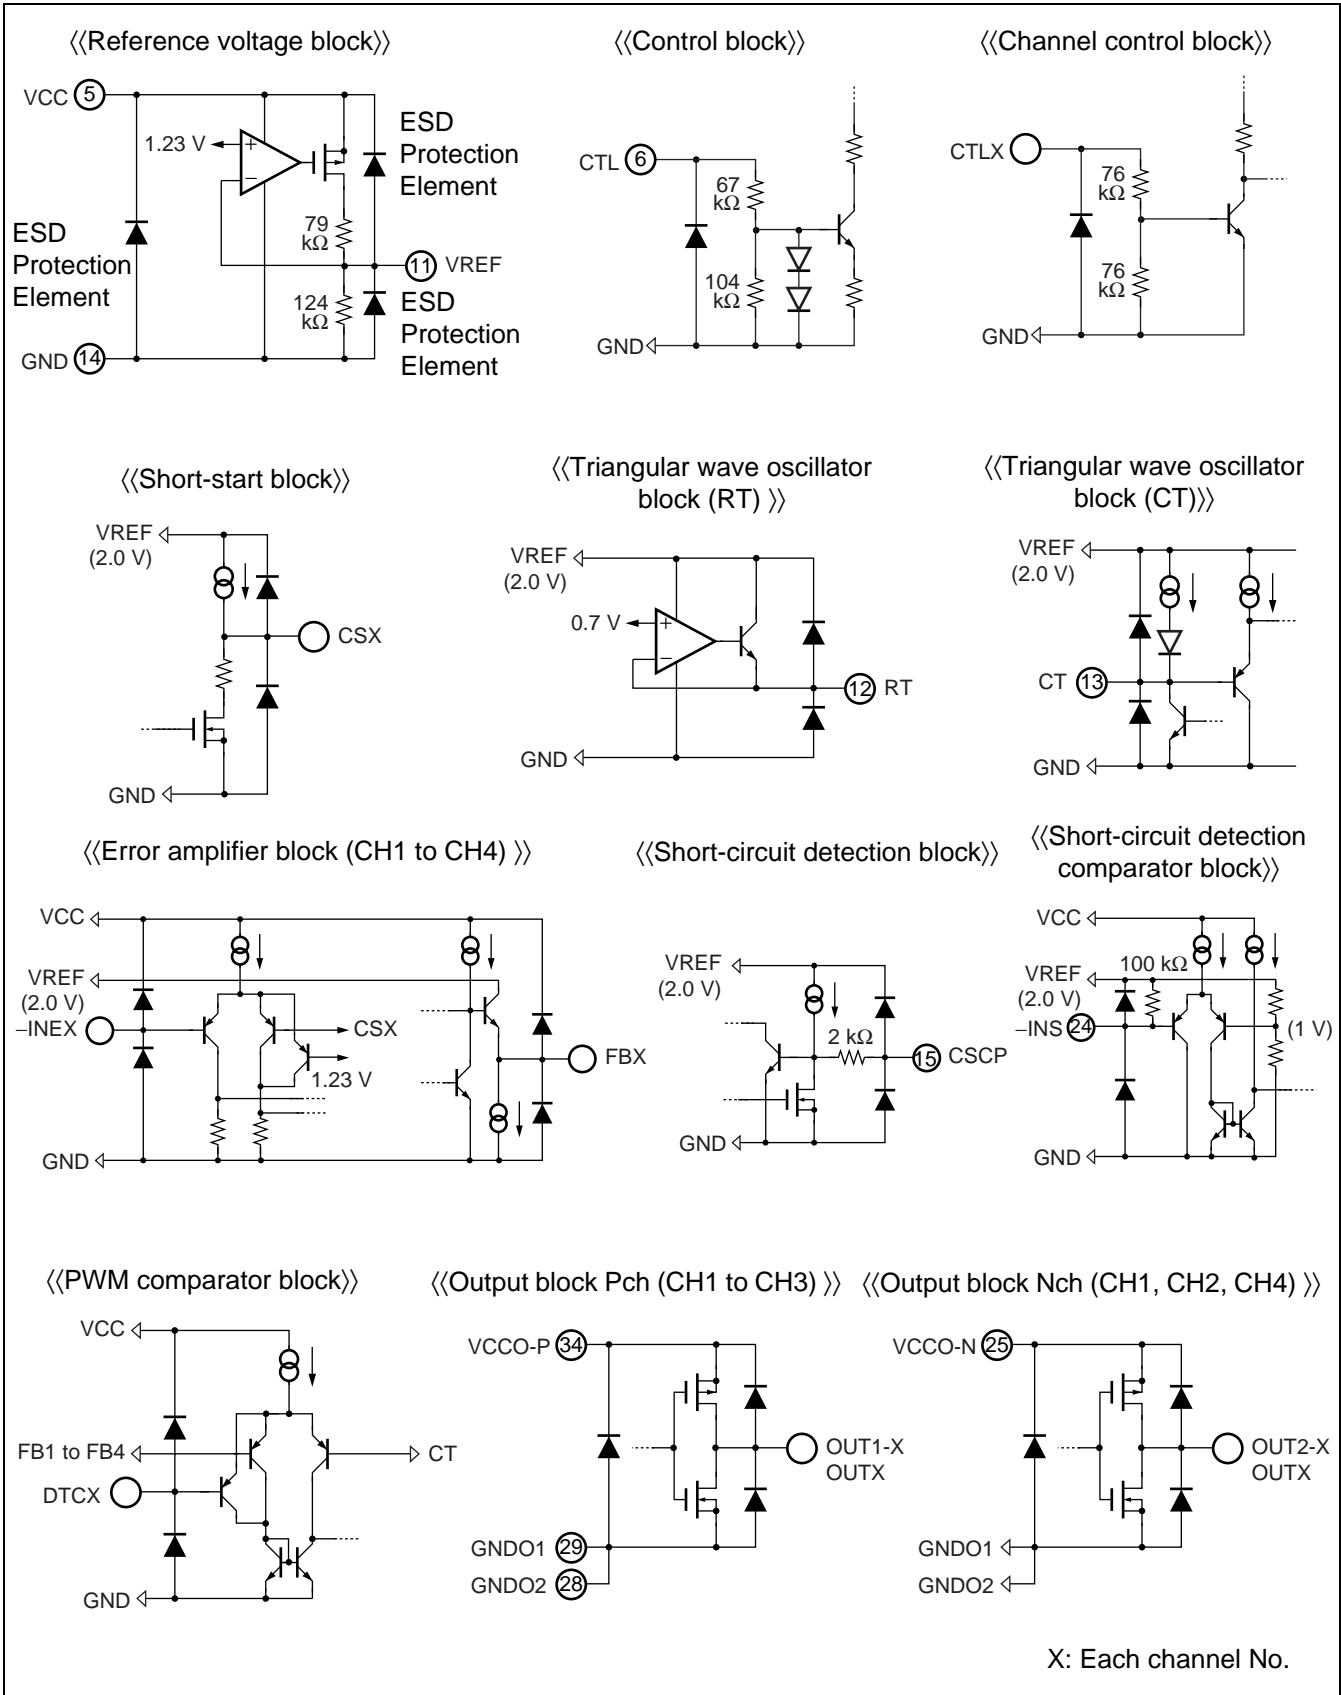 ⟨⟨Reference voltage block⟩⟩
VCC 5
1.23 V
+
−
ESD
Protection
Element
79
kΩ
ESD
Protection
Element
11 VREF
124
kΩ
ESD
Protection
Element
GND 14
⟨⟨Control block⟩⟩
CTL 6
67
kΩ
104
kΩ
GND
⟨⟨Channel control block⟩⟩
CTLX
76
kΩ
76
kΩ
GND
⟨⟨Short-start block⟩⟩
VREF
(2.0 V)
CSX
GND
⟨⟨Triangular wave oscillator
block (RT) ⟩⟩
VREF
(2.0 V)
0.7 V
+
−
12 RT
GND
⟨⟨Triangular wave oscillator
block (CT)⟩⟩
VREF
(2.0 V)
CT 13
GND
⟨⟨Error amplifier block (CH1 to CH4) ⟩⟩
VCC
VREF
(2.0 V)
−INEX
CSX
1.23 V
FBX
GND
⟨⟨Short-circuit detection block⟩⟩
VREF
(2.0 V)
2 kΩ
15 CSCP
GND
⟨⟨Short-circuit detection
comparator block⟩⟩
VCC
100 kΩ
VREF
(2.0 V)
−INS 24
(1 V)
GND
⟨⟨PWM comparator block⟩⟩
VCC
FB1 to FB4
CT
DTCX
GND
⟨⟨Output block Pch (CH1 to CH3) ⟩⟩
VCCO-P 34
OUT1-X
OUTX
GNDO1 29
GNDO2 28
⟨⟨Output block Nch (CH1, CH2, CH4) ⟩⟩
VCCO-N 25
OUT2-X
OUTX
GNDO1
GNDO2
X: Each channel No.